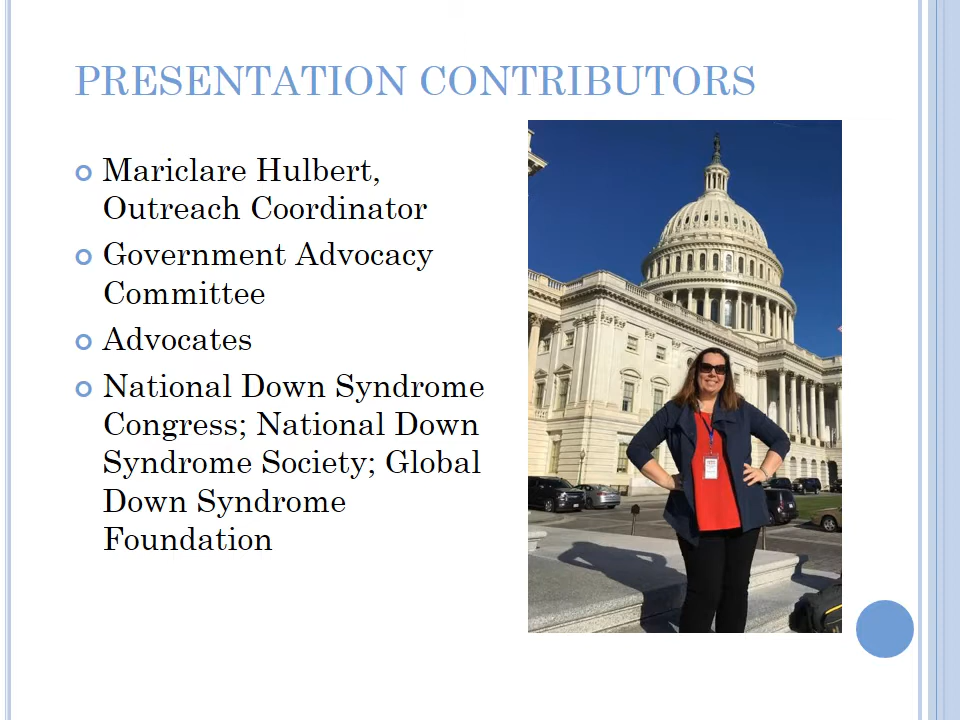 PRESENTATION CONTRIBUTORS
Mariclare Hulbert,
Outreach Coordinator
Government Advocacy
Committee
Advocates
National Down Syndrome
Congress; National Down
Syndrome Society; Global
Down Syndrome
Foundation